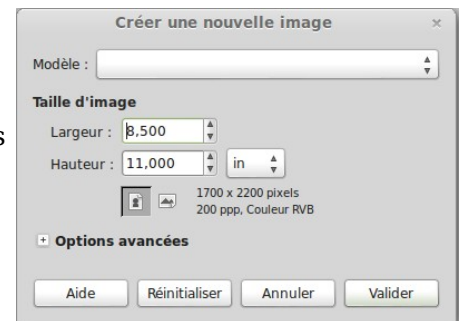 Créer une nouvelle image
Modèle :
Taille d'image
s
Largeur : 8,500
Hauteur : 11,000 in
1700 x 2200 pixels
200 ppp, Couleur RVB
Options avancées
Aide Réinitialiser Annuler Valider